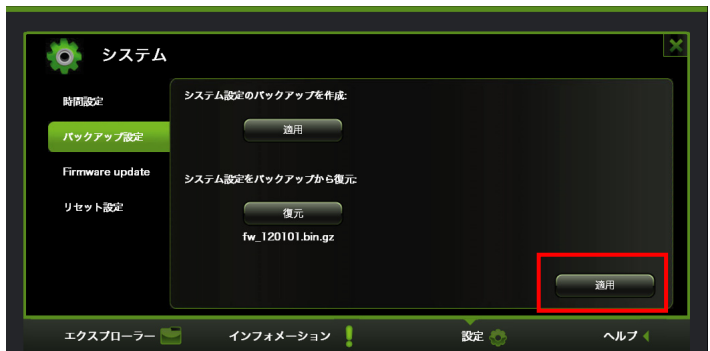 システム
時間設定
バックアップ設定
Firmware update
リセット設定
システム設定のバックアップを作成:
適用
システム設定をバックアップから復元:
復元
fw_120101.bin.gz
適用
エクスプローラー
インフォメーション
設定
ヘルプ